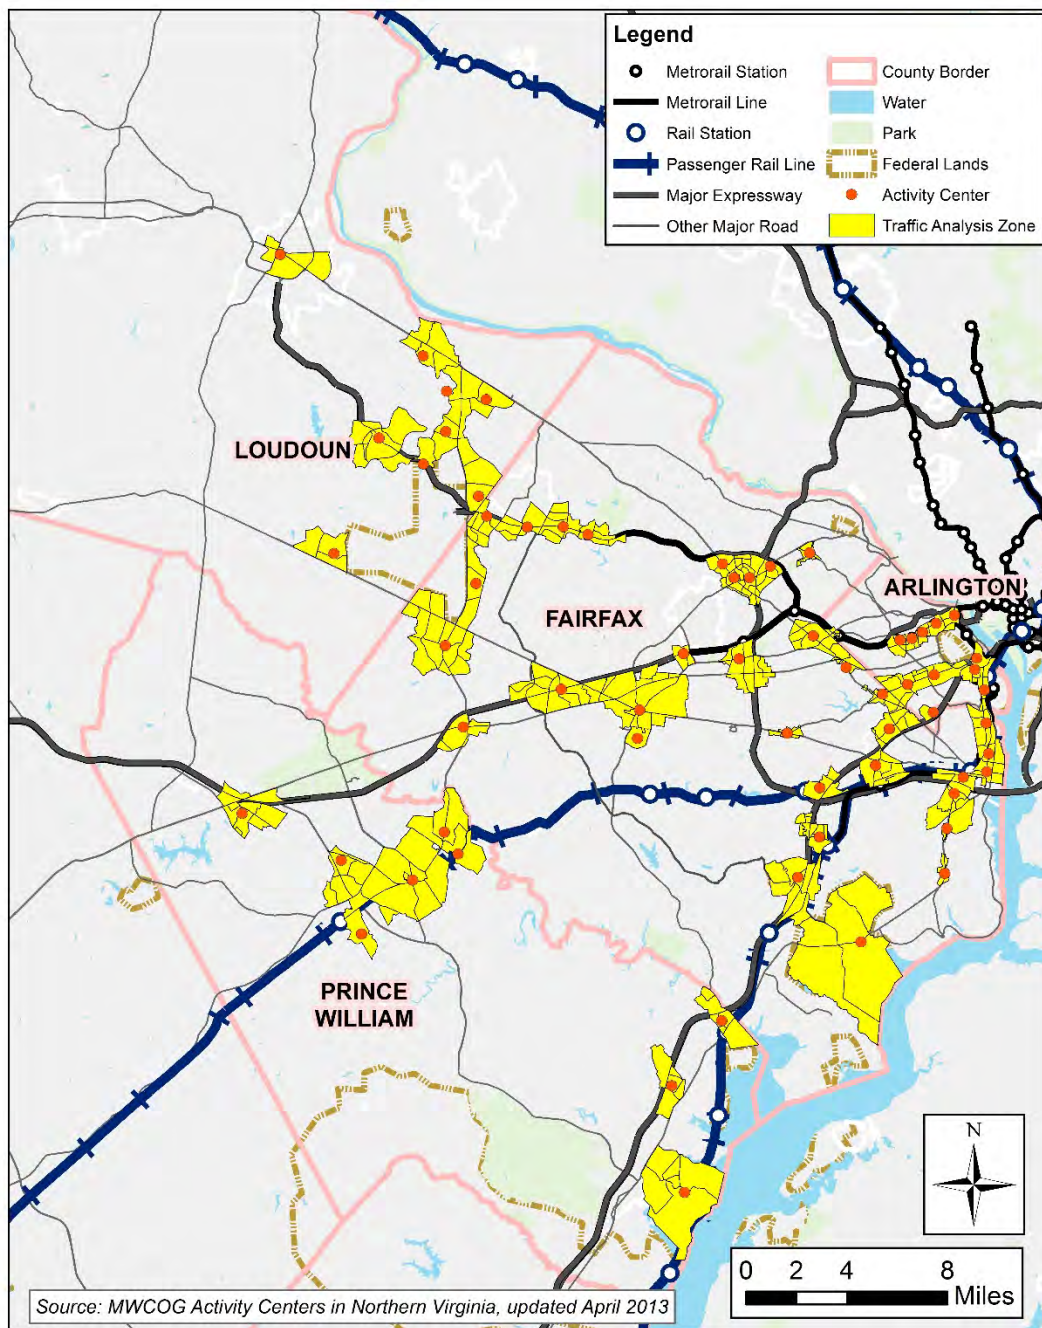 Legend
Metrorail Station
Metrorail Line
Rail Station
Passenger Rail Line
Major Expressway
Other Major Road
County Border
Water
Park
Federal Lands
Activity Center
Traffic Analysis Zone
LOUDOUN
FAIRFAX
ARLINGTON
PRINCE
WILLIAM
N
0 2 4 8
Miles
Source: MWCOG Activity Centers in Northern Virginia, updated April 2013